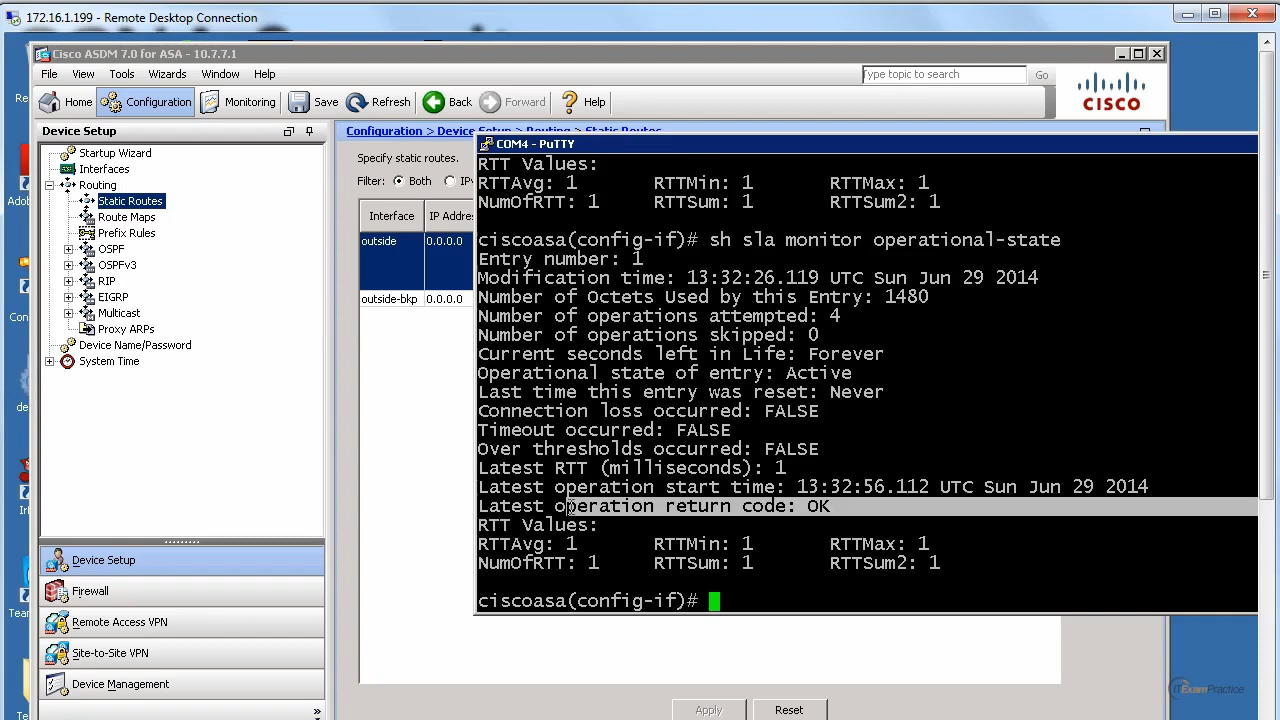 172.16.1.199 - Remote Desktop Connection
Cisco ASDM 7.0 for ASA - 10.7.7.1
File View Tools Wizards Window Help
Type topic to search Go
Home Configuration Monitoring Save Refresh Back Forward Help
CISCO
Device Setup
Startup Wizard
Interfaces
Routing
Static Routes
Route Maps
Prefix Rules
OSPF
OSPFv3
RIP
EIGRP
Multicast
Proxy ARPs
Device Name/Password
System Time
Device Setup
Firewall
Remote Access VPN
Site-to-Site VPN
Device Management
Configuration > Device Setup > Routing > Static Routes
Specify static routes.
Filter: Both
Interface IP Addre
outside 0.0.0.0
outside-bkp 0.0.0.0
Apply Reset
COM4 - PuTTY
RTT Values:
RTTAvg: 1 RTTMin: 1 RTTMax: 1
NumOfRTT: 1 RTTSum: 1 RTTSum2: 1
ciscoasa(config-if)# sh sla monitor operational-state
Entry number: 1
Modification time: 13:32:26.119 UTC Sun Jun 29 2014
Number of Octets Used by this Entry: 1480
Number of operations attempted: 4
Number of operations skipped: 0
Current seconds left in Life: Forever
Operational state of entry: Active
Last time this entry was reset: Never
Connection loss occurred: FALSE
Timeout occurred: FALSE
Over thresholds occurred: FALSE
Latest RTT (milliseconds): 1
Latest operation start time: 13:32:56.112 UTC Sun Jun 29 2014
Latest operation return code: OK
RTT Values:
RTTAvg: 1 RTTMin: 1 RTTMax: 1
NumOfRTT: 1 RTTSum: 1 RTTSum2: 1
ciscoasa(config-if)#
ITExamPractice